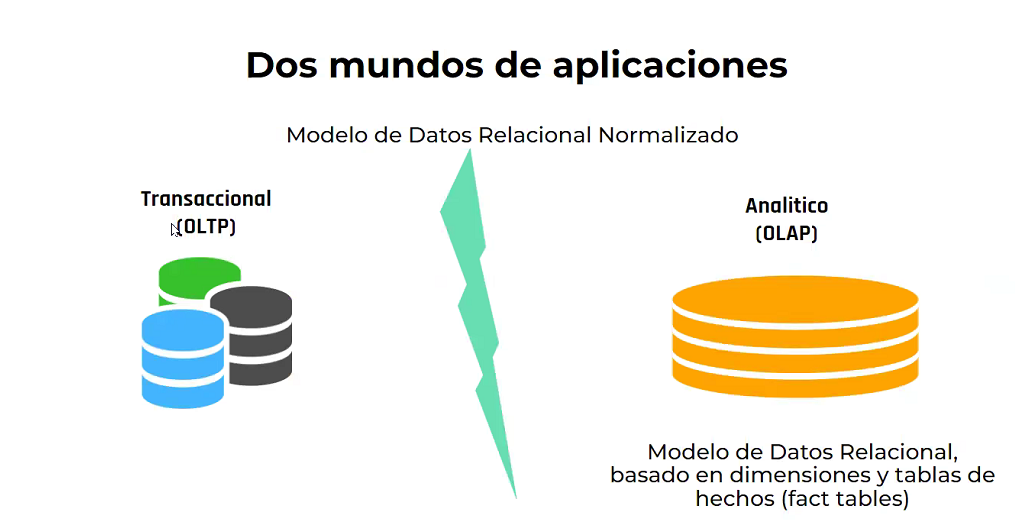 Dos mundos de aplicaciones
Modelo de Datos Relacional Normalizado
Transaccional
(OLTP)
Analitico
(OLAP)
Modelo de Datos Relacional,
basado en dimensiones y tablas de
hechos (fact tables)